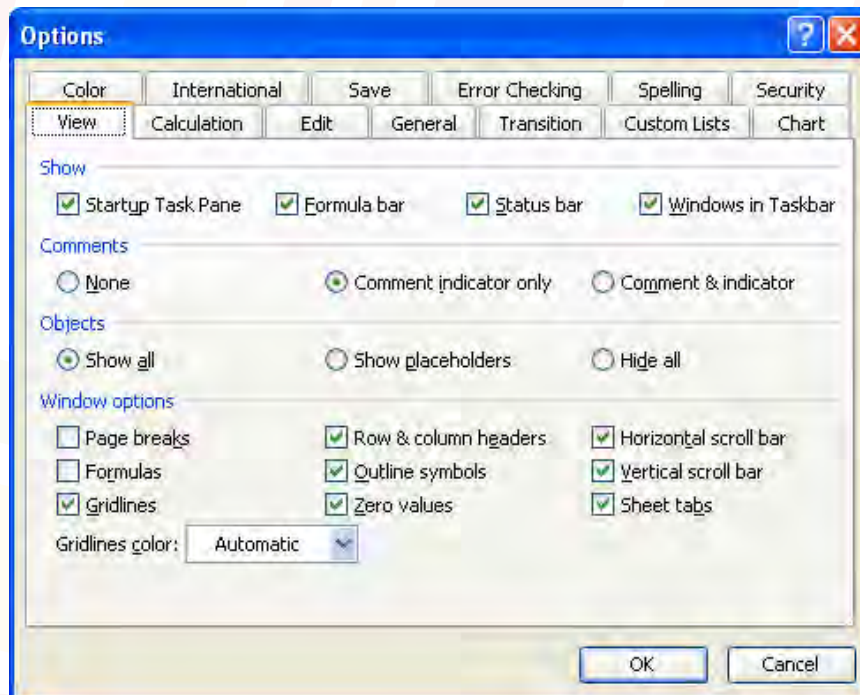 Options
Color International Save Error Checking Spelling Security
View Calculation Edit General Transition Custom Lists Chart
Show
Startup Task Pane Formula bar Status bar Windows in Taskbar
Comments
None Comment indicator only Comment & indicator
Objects
Show all Show placeholders Hide all
Window options
Page breaks Row & column headers Horizontal scroll bar
Formulas Outline symbols Vertical scroll bar
Gridlines Zero values Sheet tabs
Gridlines color: Automatic
OK Cancel